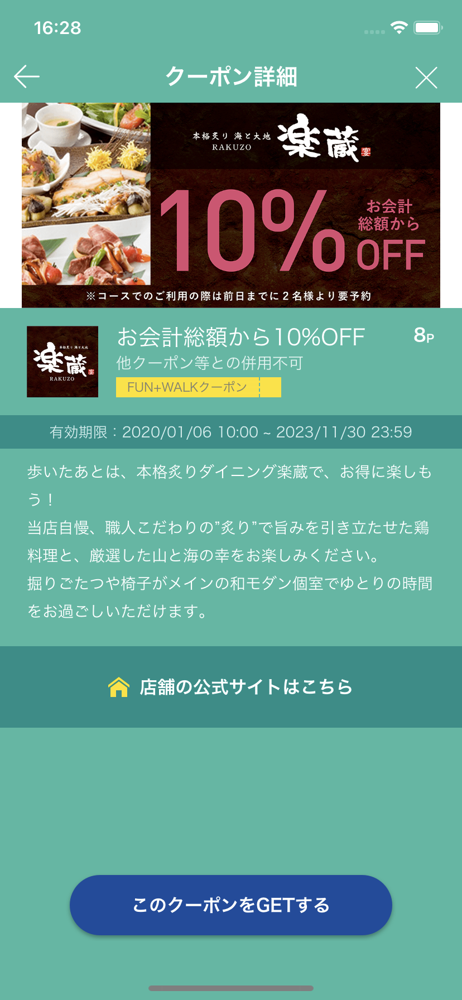 16:28
クーポン詳細
本格炙り 海と大地
RAKUZO
楽蔵
宴
10%
お会計
総額から
OFF
※コースでのご利用の際は前日までに2名様より要予約
本格炙り 海と大地
楽蔵
宴
RAKUZO
お会計総額から10%OFF
8P
他クーポン等との併用不可
FUN+WALKクーポン
有効期限：2020/01/06 10:00 ~ 2023/11/30 23:59
歩いたあとは、本格炙りダイニング楽蔵で、お得に楽しも
う！
当店自慢、職人こだわりの”炙り”で旨みを引き立たせた鶏
料理と、厳選した山と海の幸をお楽しみください。
掘りごたつや椅子がメインの和モダン個室でゆとりの時間
をお過ごしいただけます。
店舗の公式サイトはこちら
このクーポンをGETする